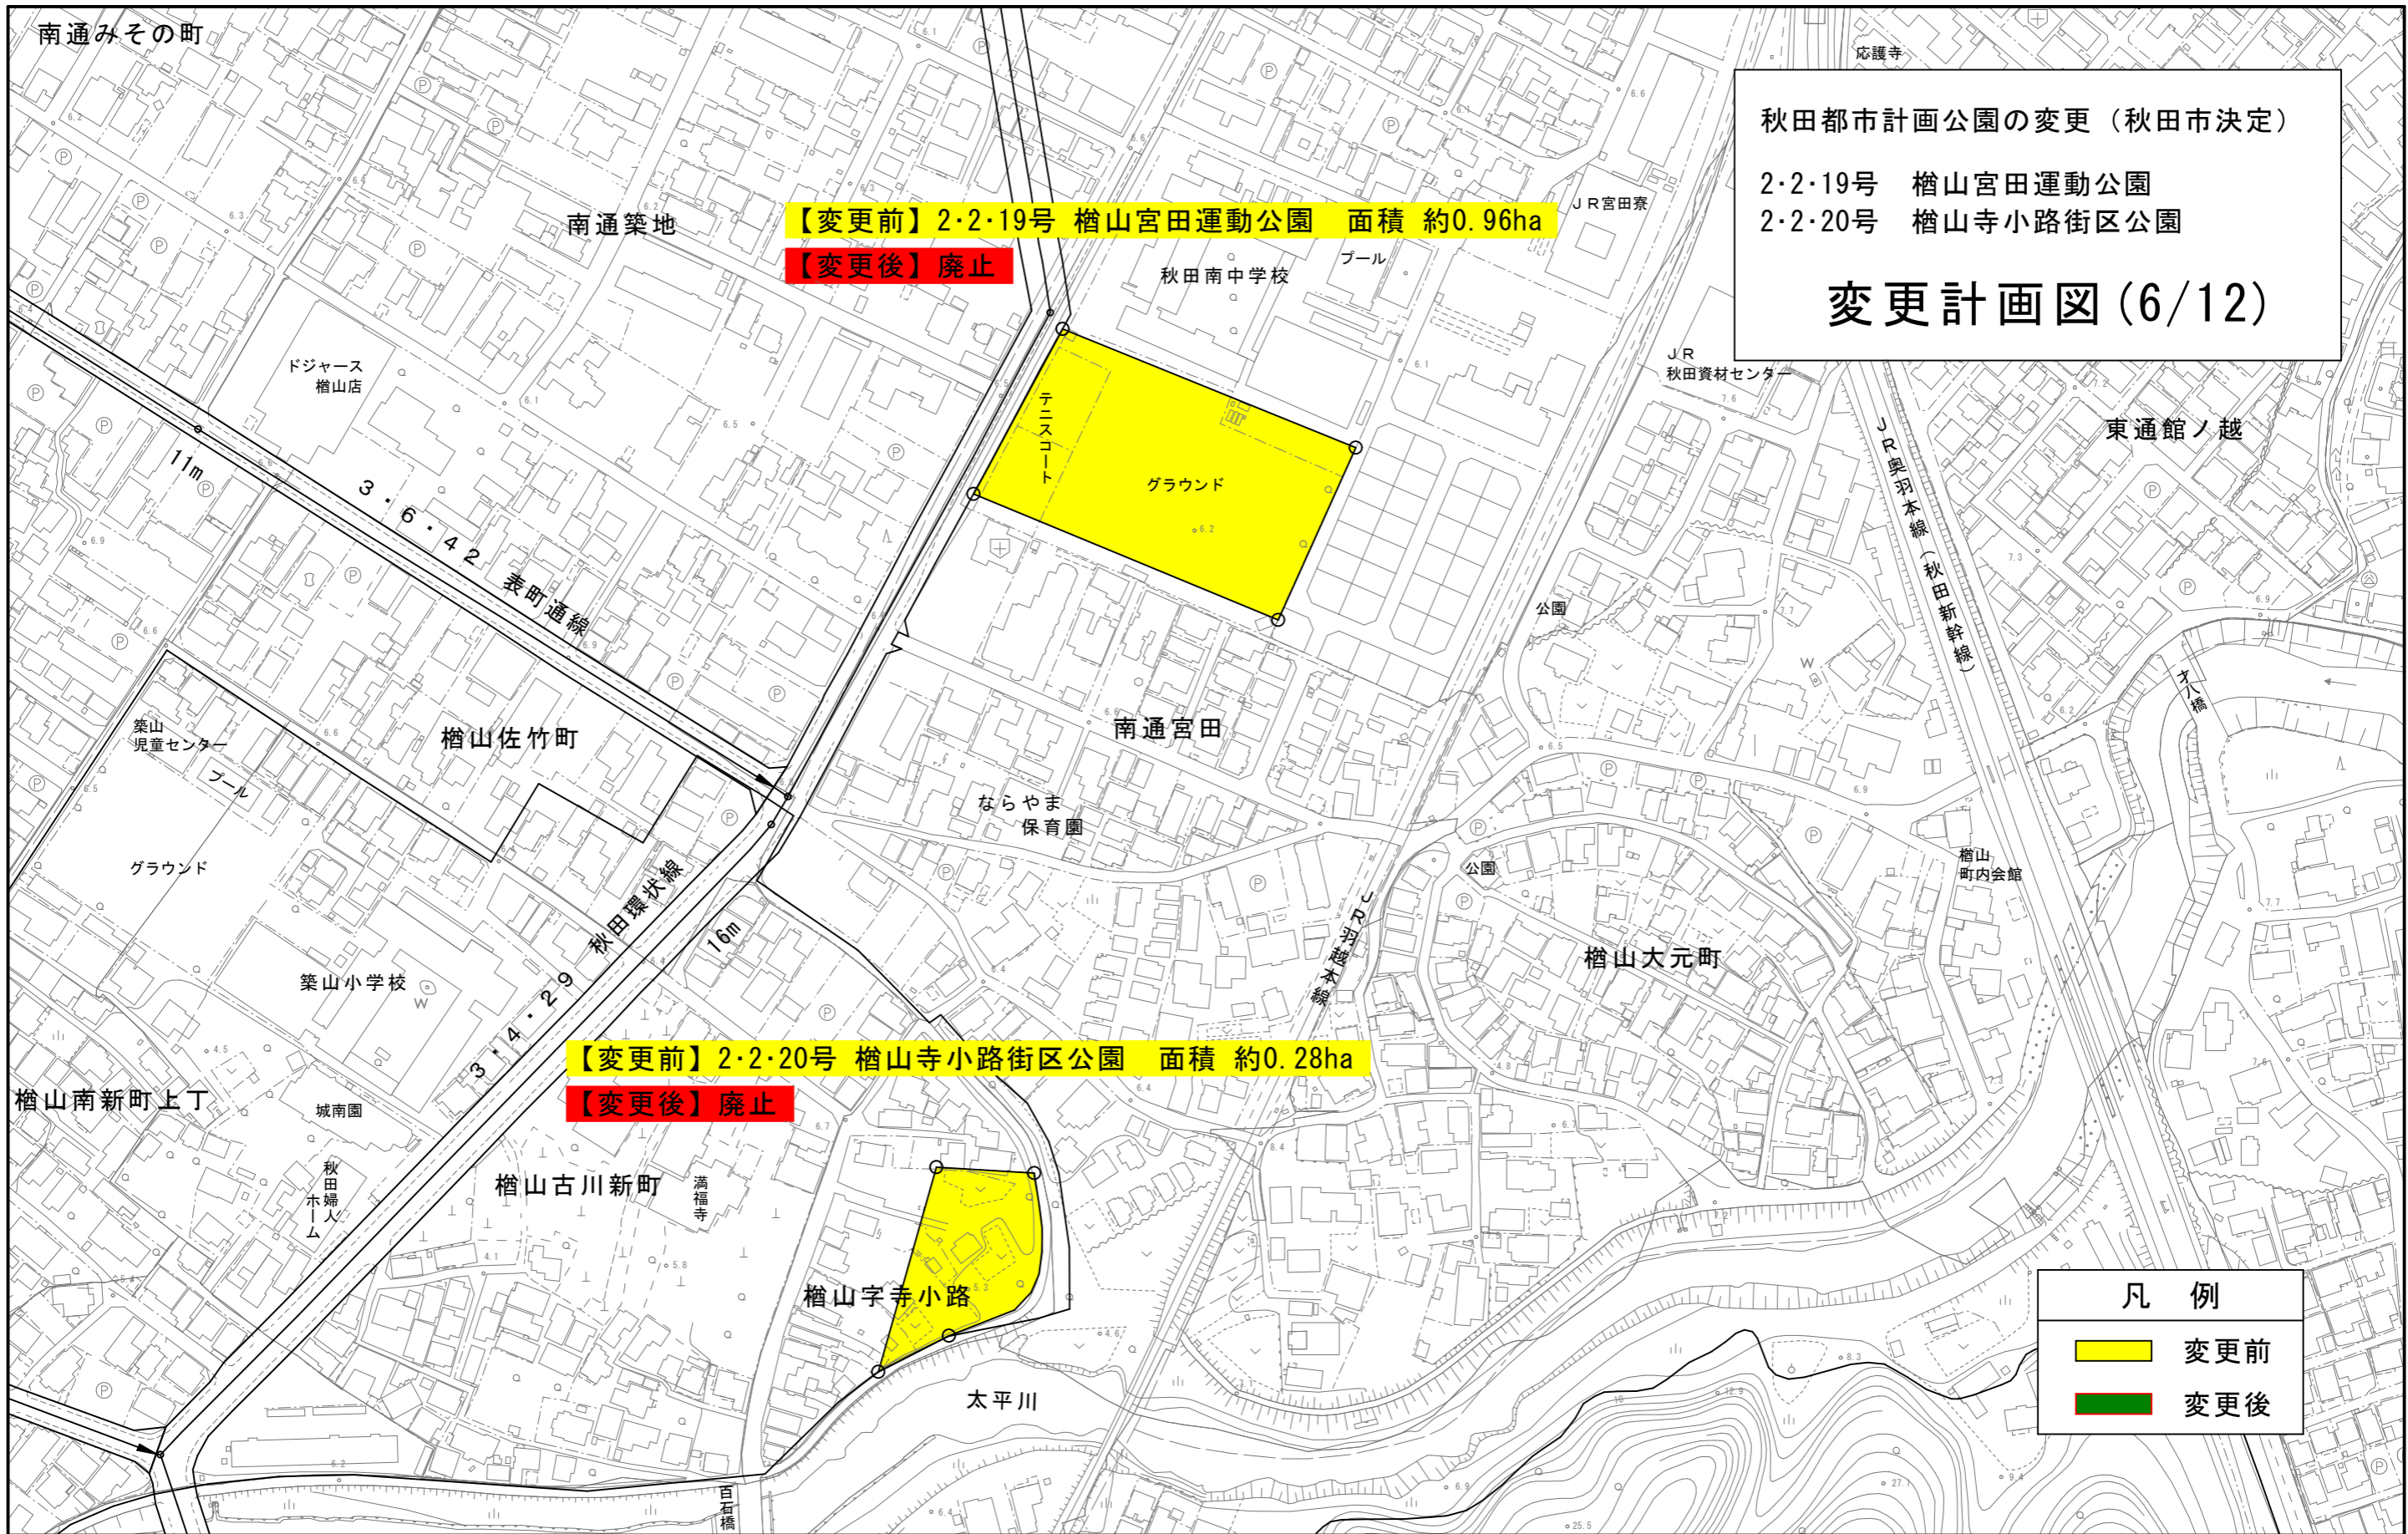 南通みその町
応護寺
秋田都市計画公園の変更（秋田市決定）
2・2・19号　楢山宮田運動公園
2・2・20号　楢山寺小路街区公園
変更計画図(6/12)
南通築地
【変更前】2・2・19号 楢山宮田運動公園　面積 約0.96ha
【変更後】廃止
ＪＲ宮田寮
秋田南中学校
プール
ドジャース
楢山店
テニスコート
グラウンド
6.2
ＪＲ
秋田資材センター
ＪＲ奥羽本線（秋田新幹線）
東通館ノ越
11m
3・6・42　表町通線
公園
才八橋
築山
児童センター
プール
楢山佐竹町
南通宮田
ならやま
保育園
グラウンド
公園
楢山
町内会館
3・4・29　秋田環状線
16m
ＪＲ羽越本線
楢山大元町
築山小学校
【変更前】2・2・20号 楢山寺小路街区公園　面積 約0.28ha
【変更後】廃止
楢山南新町上丁
城南園
秋田婦人
ホーム
楢山古川新町
満福寺
楢山字寺小路
太平川
百石橋
凡　例
変更前
変更後